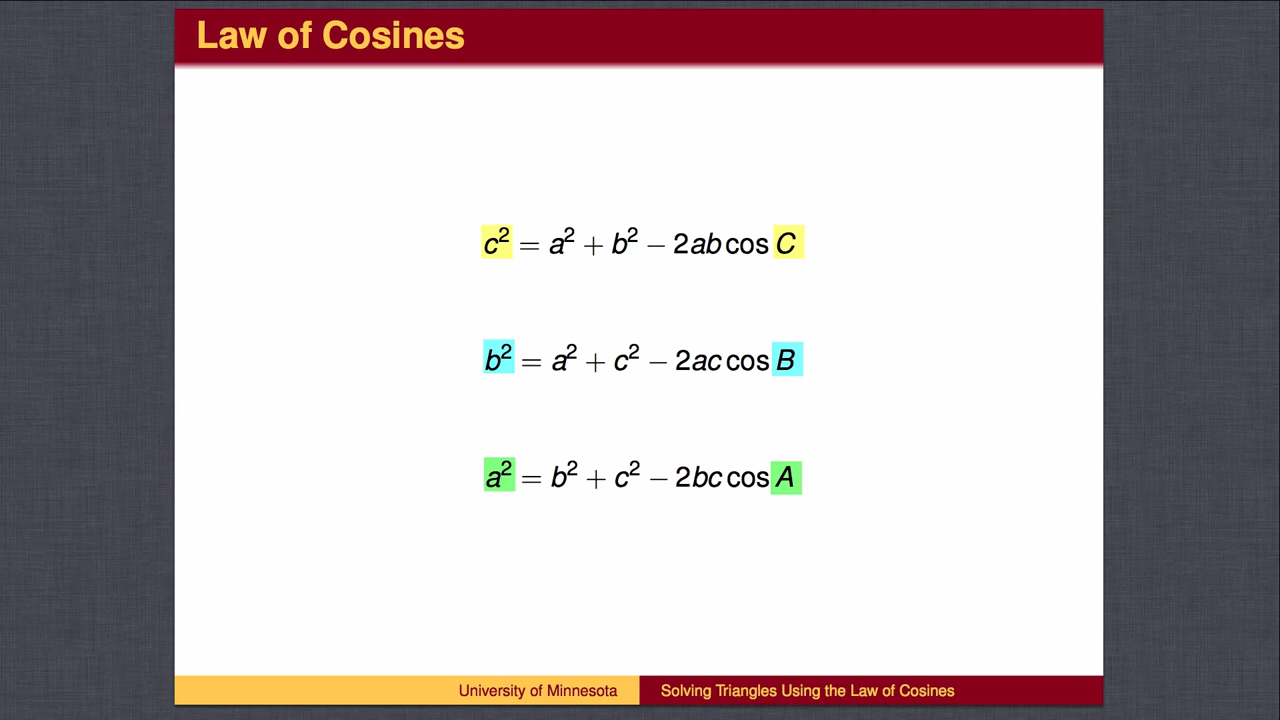 Law of Cosines
c² = a² + b² − 2ab cos C
b² = a² + c² − 2ac cos B
a² = b² + c² − 2bc cos A
University of Minnesota
Solving Triangles Using the Law of Cosines